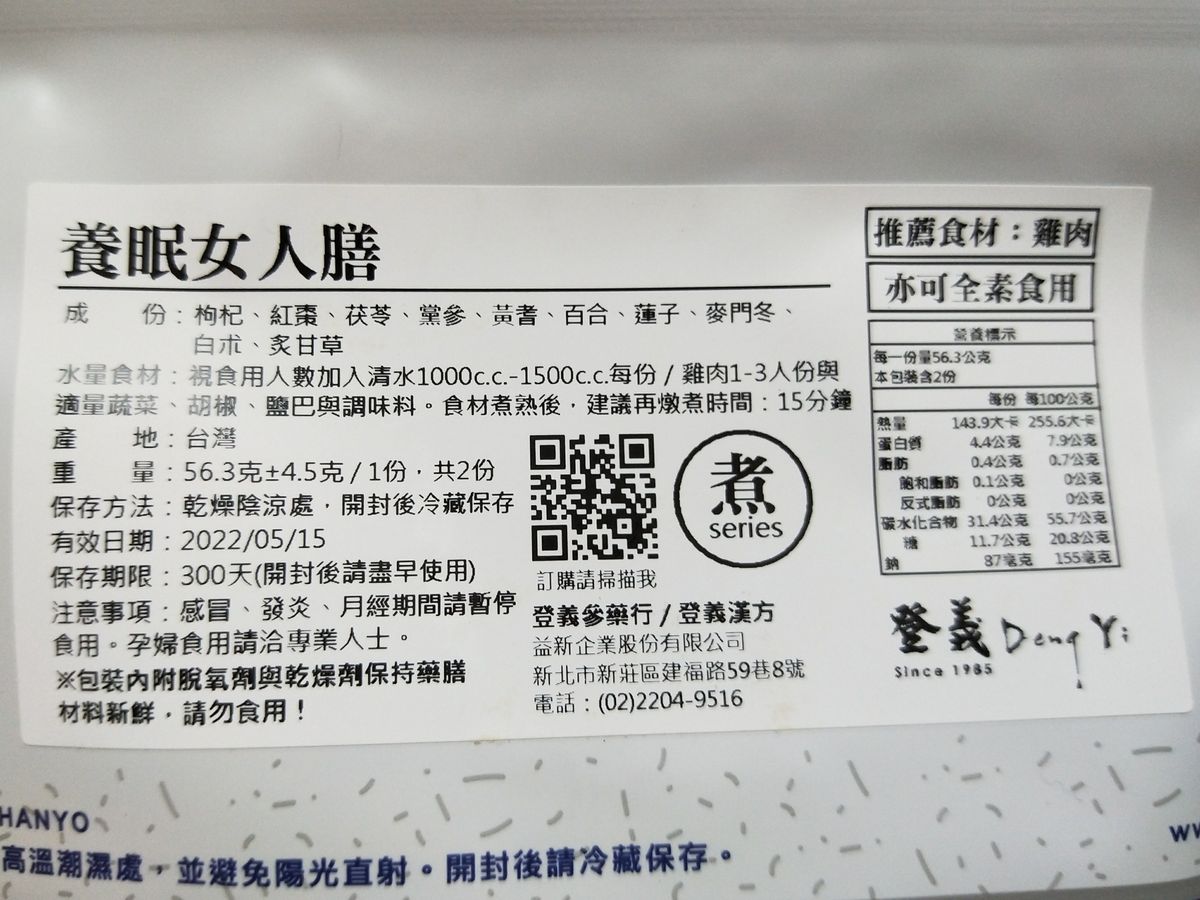 養眠女人膳
成　　份：枸杞、紅棗、茯苓、黨參、黃耆、百合、蓮子、麥門冬、
白朮、炙甘草
水量食材：視食用人數加入清水1000c.c.-1500c.c.每份 / 雞肉1-3人份與
適量蔬菜、胡椒、鹽巴與調味料。食材煮熟後，建議再燉煮時間：15分鐘
產　　地：台灣
重　　量：56.3克±4.5克 / 1份，共2份
保存方法：乾燥陰涼處，開封後冷藏保存
有效日期：2022/05/15
保存期限：300天(開封後請盡早使用)
注意事項：感冒、發炎、月經期間請暫停
食用。孕婦食用請洽專業人士。
※包裝內附脫氧劑與乾燥劑保持藥膳
材料新鮮，請勿食用！
煮
series
訂購請掃描我
登義參藥行 / 登義漢方
益新企業股份有限公司
新北市新莊區建福路59巷8號
電話：(02)2204-9516
推薦食材：雞肉
亦可全素食用
營養標示
每一份量56.3公克
本包裝含2份
每份 每100公克
熱量 143.9大卡 255.6大卡
蛋白質 4.4公克 7.9公克
脂肪 0.4公克 0.7公克
飽和脂肪 0.1公克 0公克
反式脂肪 0公克 0公克
碳水化合物 31.4公克 55.7公克
糖 11.7公克 20.8公克
鈉 87毫克 155毫克
登義 Deng Yi
Since 1985
HANYO
高溫潮濕處，並避免陽光直射。開封後請冷藏保存。